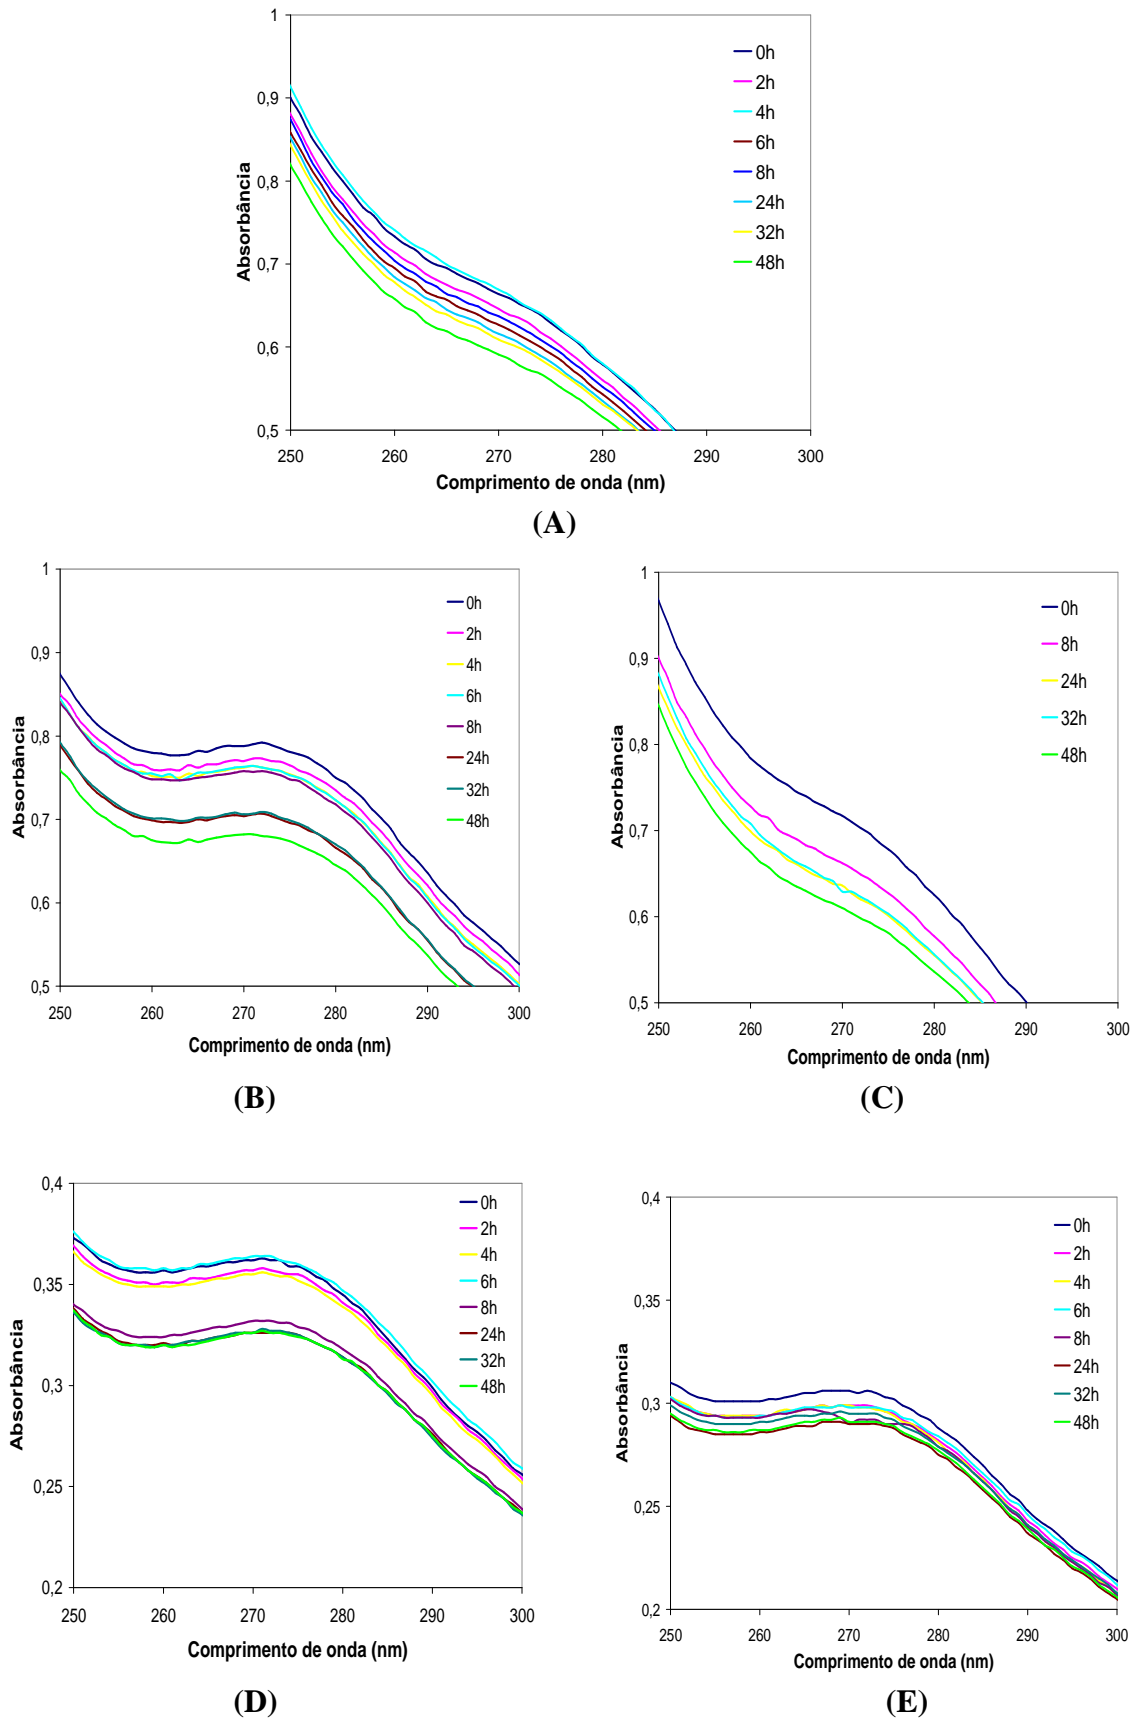 1
0,9
0,8
0,7
0,6
0,5
Absorbância
0h
2h
4h
6h
8h
24h
32h
48h
250 260 270 280 290 300
Comprimento de onda (nm)
(A)
1
0,9
0,8
0,7
0,6
0,5
Absorbância
0h
2h
4h
6h
8h
24h
32h
48h
250 260 270 280 290 300
Comprimento de onda (nm)
(B)
1
0,9
0,8
0,7
0,6
0,5
Absorbância
0h
8h
24h
32h
48h
250 260 270 280 290 300
Comprimento de onda (nm)
(C)
0,4
0,35
0,3
0,25
0,2
Absorbância
0h
2h
4h
6h
8h
24h
32h
48h
250 260 270 280 290 300
Comprimento de onda (nm)
(D)
0,4
0,35
0,3
0,25
0,2
Absorbância
0h
2h
4h
6h
8h
24h
32h
48h
250 260 270 280 290 300
Comprimento de onda (nm)
(E)